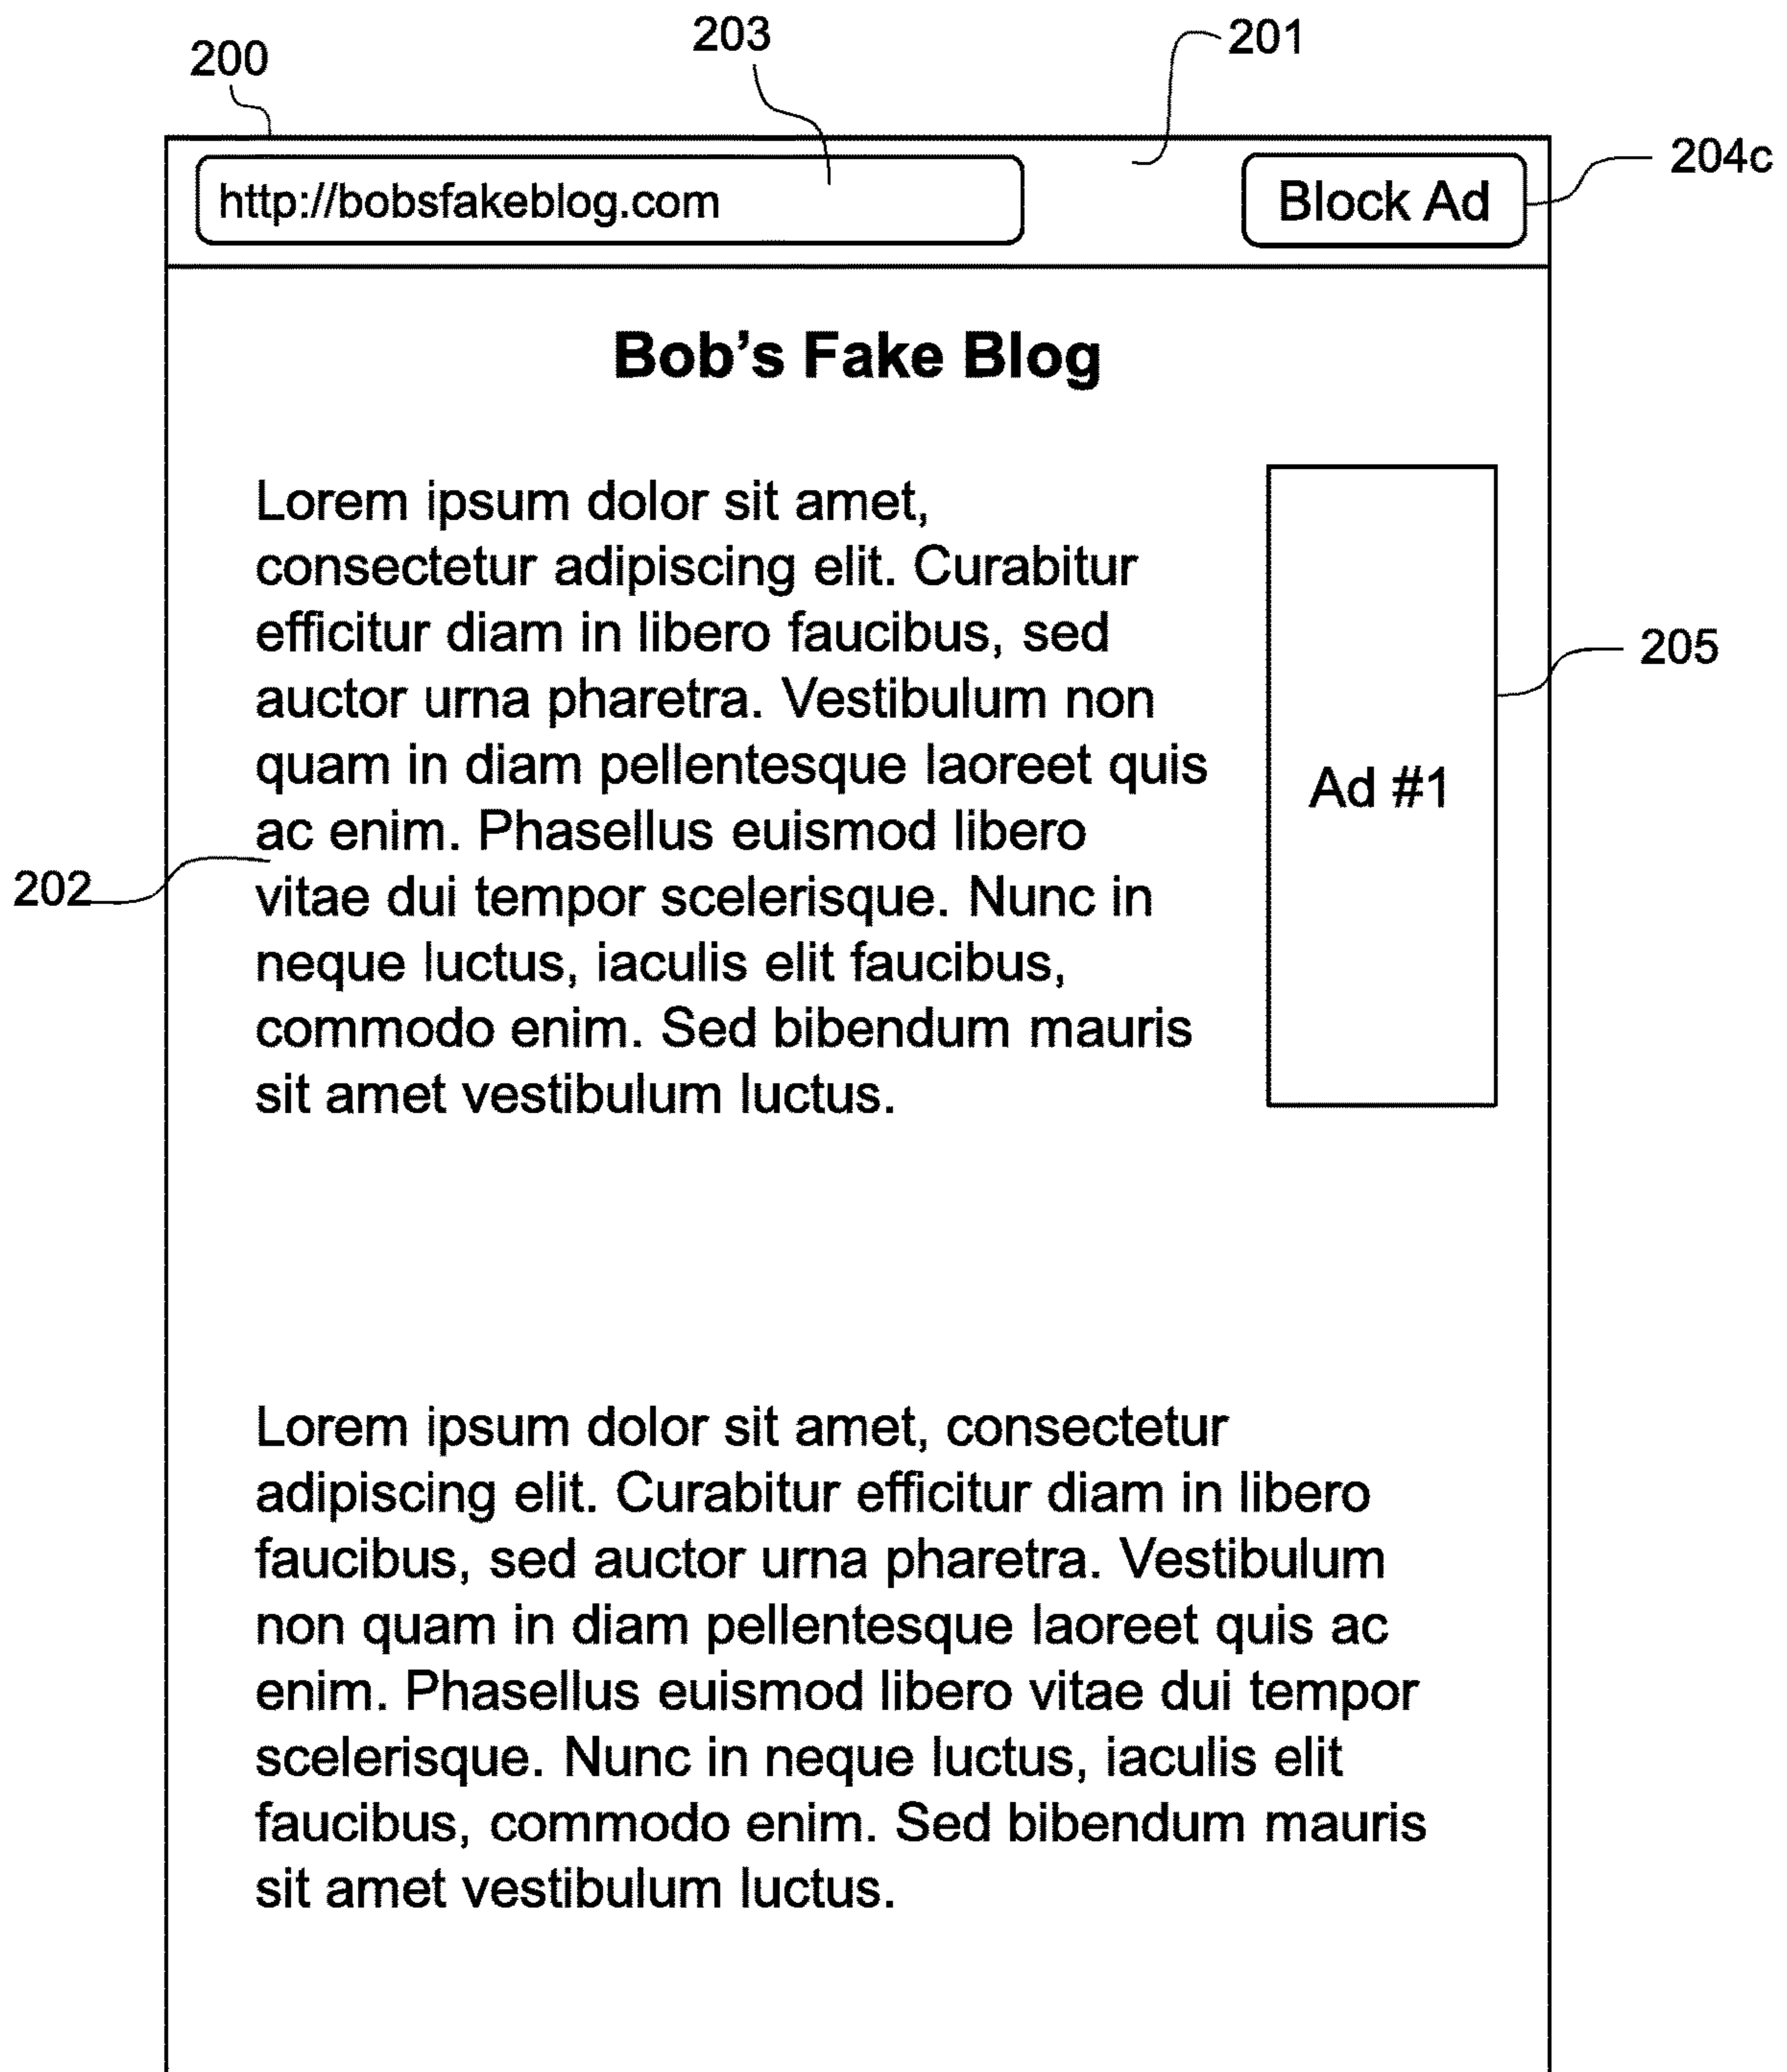 203
201
200
204c
http://bobsfakeblog.com
Block Ad
Bob's Fake Blog
Lorem ipsum dolor sit amet,
consectetur adipiscing elit. Curabitur
efficitur diam in libero faucibus, sed
auctor urna pharetra. Vestibulum non
quam in diam pellentesque laoreet quis
ac enim. Phasellus euismod libero
vitae dui tempor scelerisque. Nunc in
neque luctus, iaculis elit faucibus,
commodo enim. Sed bibendum mauris
sit amet vestibulum luctus.
205
Ad #1
202
Lorem ipsum dolor sit amet, consectetur
adipiscing elit. Curabitur efficitur diam in libero
faucibus, sed auctor urna pharetra. Vestibulum
non quam in diam pellentesque laoreet quis ac
enim. Phasellus euismod libero vitae dui tempor
scelerisque. Nunc in neque luctus, iaculis elit
faucibus, commodo enim. Sed bibendum mauris
sit amet vestibulum luctus.